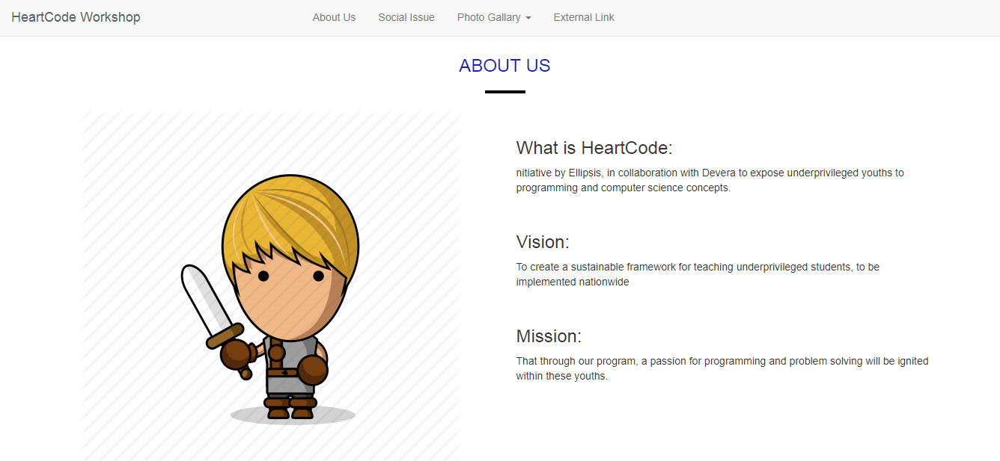 HeartCode Workshop
About Us
Social Issue
Photo Gallary
External Link
ABOUT US
What is HeartCode:
nitiative by Ellipsis, in collaboration with Devera to expose underprivileged youths to
programming and computer science concepts.
Vision:
To create a sustainable framework for teaching underprivileged students, to be
implemented nationwide
Mission:
That through our program, a passion for programming and problem solving will be ignited
within these youths.